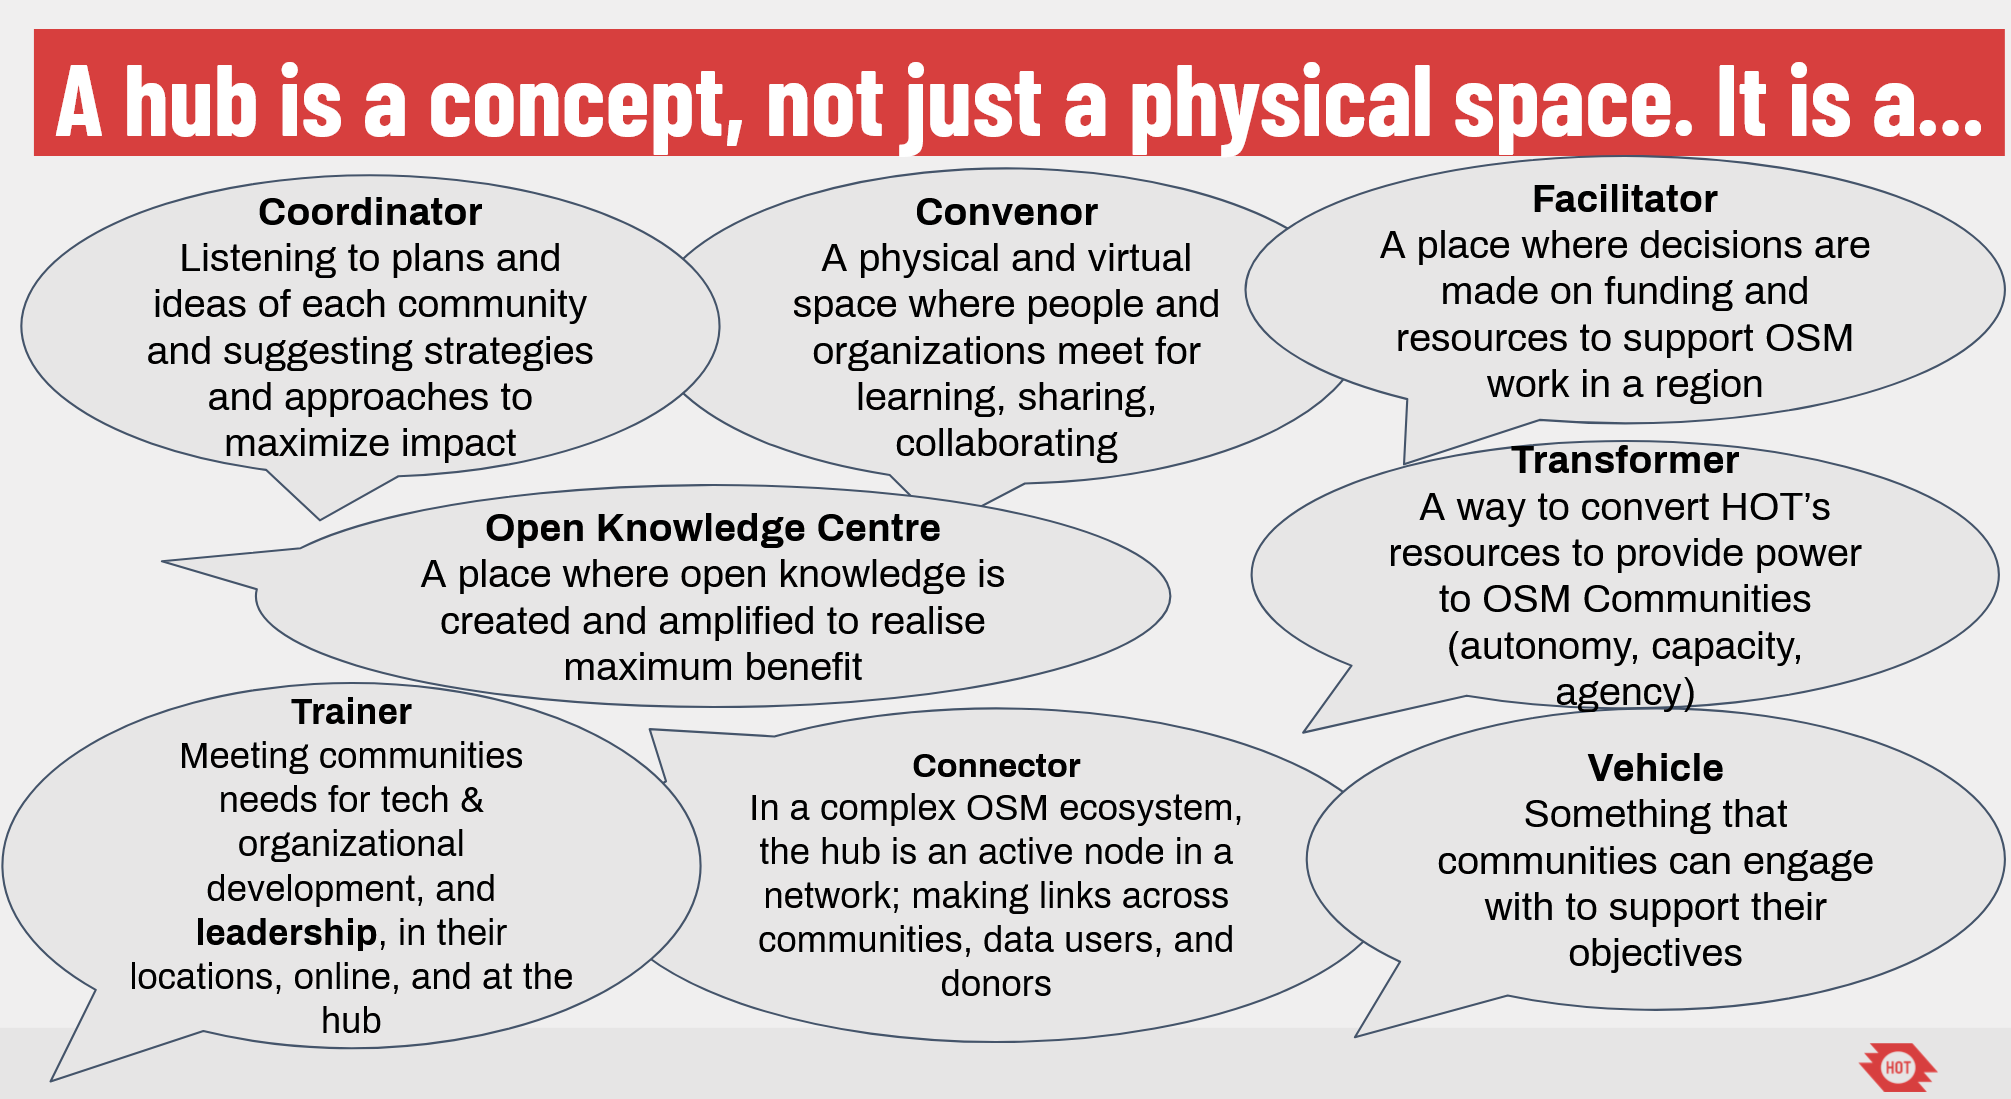 A hub is a concept, not just a physical space. It is a...
Coordinator
Listening to plans and
ideas of each community
and suggesting strategies
and approaches to
maximize impact
Convenor
A physical and virtual
space where people and
organizations meet for
learning, sharing,
collaborating
Facilitator
A place where decisions are
made on funding and
resources to support OSM
work in a region
Open Knowledge Centre
A place where open knowledge is
created and amplified to realise
maximum benefit
Transformer
A way to convert HOT’s
resources to provide power
to OSM Communities
(autonomy, capacity,
agency)
Trainer
Meeting communities
needs for tech &
organizational
development, and
leadership, in their
locations, online, and at the
hub
Connector
In a complex OSM ecosystem,
the hub is an active node in a
network; making links across
communities, data users, and
donors
Vehicle
Something that
communities can engage
with to support their
objectives
HOT